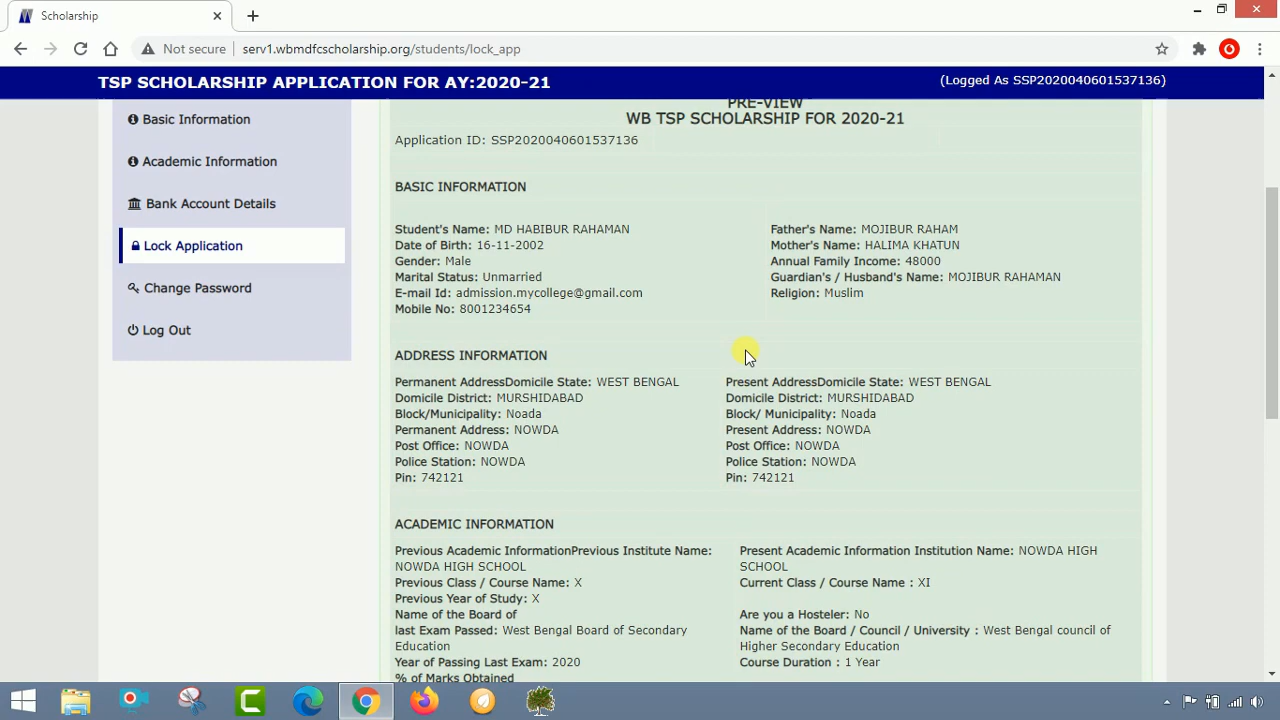 Scholarship
Not secure
serv1.wbmdfcscholarship.org/students/lock_app
TSP SCHOLARSHIP APPLICATION FOR AY:2020-21
(Logged As SSP2020040601537136)
Basic Information
Academic Information
Bank Account Details
Lock Application
Change Password
Log Out
PRE-VIEW
WB TSP SCHOLARSHIP FOR 2020-21
Application ID: SSP2020040601537136
BASIC INFORMATION
Student's Name: MD HABIBUR RAHAMAN
Date of Birth: 16-11-2002
Gender: Male
Marital Status: Unmarried
E-mail Id: admission.mycollege@gmail.com
Mobile No: 8001234654
Father's Name: MOJIBUR RAHAM
Mother's Name: HALIMA KHATUN
Annual Family Income: 48000
Guardian's / Husband's Name: MOJIBUR RAHAMAN
Religion: Muslim
ADDRESS INFORMATION
Permanent AddressDomicile State: WEST BENGAL
Domicile District: MURSHIDABAD
Block/Municipality: Noada
Permanent Address: NOWDA
Post Office: NOWDA
Police Station: NOWDA
Pin: 742121
Present AddressDomicile State: WEST BENGAL
Domicile District: MURSHIDABAD
Block/ Municipality: Noada
Present Address: NOWDA
Post Office: NOWDA
Police Station: NOWDA
Pin: 742121
ACADEMIC INFORMATION
Previous Academic InformationPrevious Institute Name:
NOWDA HIGH SCHOOL
Previous Class / Course Name: X
Previous Year of Study: X
Name of the Board of
last Exam Passed: West Bengal Board of Secondary
Education
Year of Passing Last Exam: 2020
% of Marks Obtained
Present Academic Information Institution Name: NOWDA HIGH
SCHOOL
Current Class / Course Name : XI
Are you a Hosteler: No
Name of the Board / Council / University : West Bengal council of
Higher Secondary Education
Course Duration : 1 Year